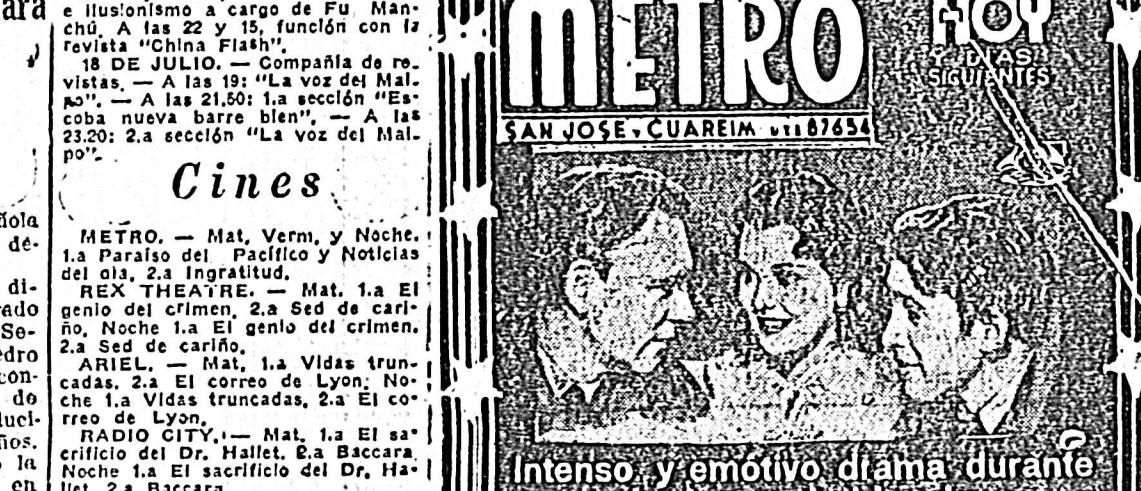 ara
ñola
dé-
di-
rado
Se-
edro
con-
do
luci-
ños.
la
en
e ilusionismo a cargo de Fu Man-
chú. A las 22 y 15, función con la
revista "China Flash".
18 DE JULIO. — Compañia de re-
vistas. — A las 19: "La voz del Mal-
po". — A las 21.50: 1.a sección "Es-
coba nueva barre bien". — A las
23.20: 2.a sección "La voz del Mal-
po".
Cines
METRO. — Mat, Verm, y Noche.
1.a Paraiso del Pacífico y Noticias
del dia. 2.a Ingratitud.
REX THEATRE. — Mat. 1.a El
genio del crimen, 2.a Sed de cari-
ño, Noche 1.a El genio del crimen.
2.a Sed de cariño.
ARIEL. — Mat, 1.a Vidas trun-
cadas. 2.a El correo de Lyon; No-
che 1.a Vidas truncadas, 2.a El co-
rreo de Lyon.
RADIO CITY. — Mat. 1.a El sa-
crificio del Dr. Hallet. 2.a Baccara.
Noche 1.a El sacrificio del Dr. Ha-
llet. 2.a Baccara
METRO
SAN JOSE Y CUAREIM UTE 87654
HOY
Y DIAS
SIGUIENTES
Intenso y emotivo drama durante